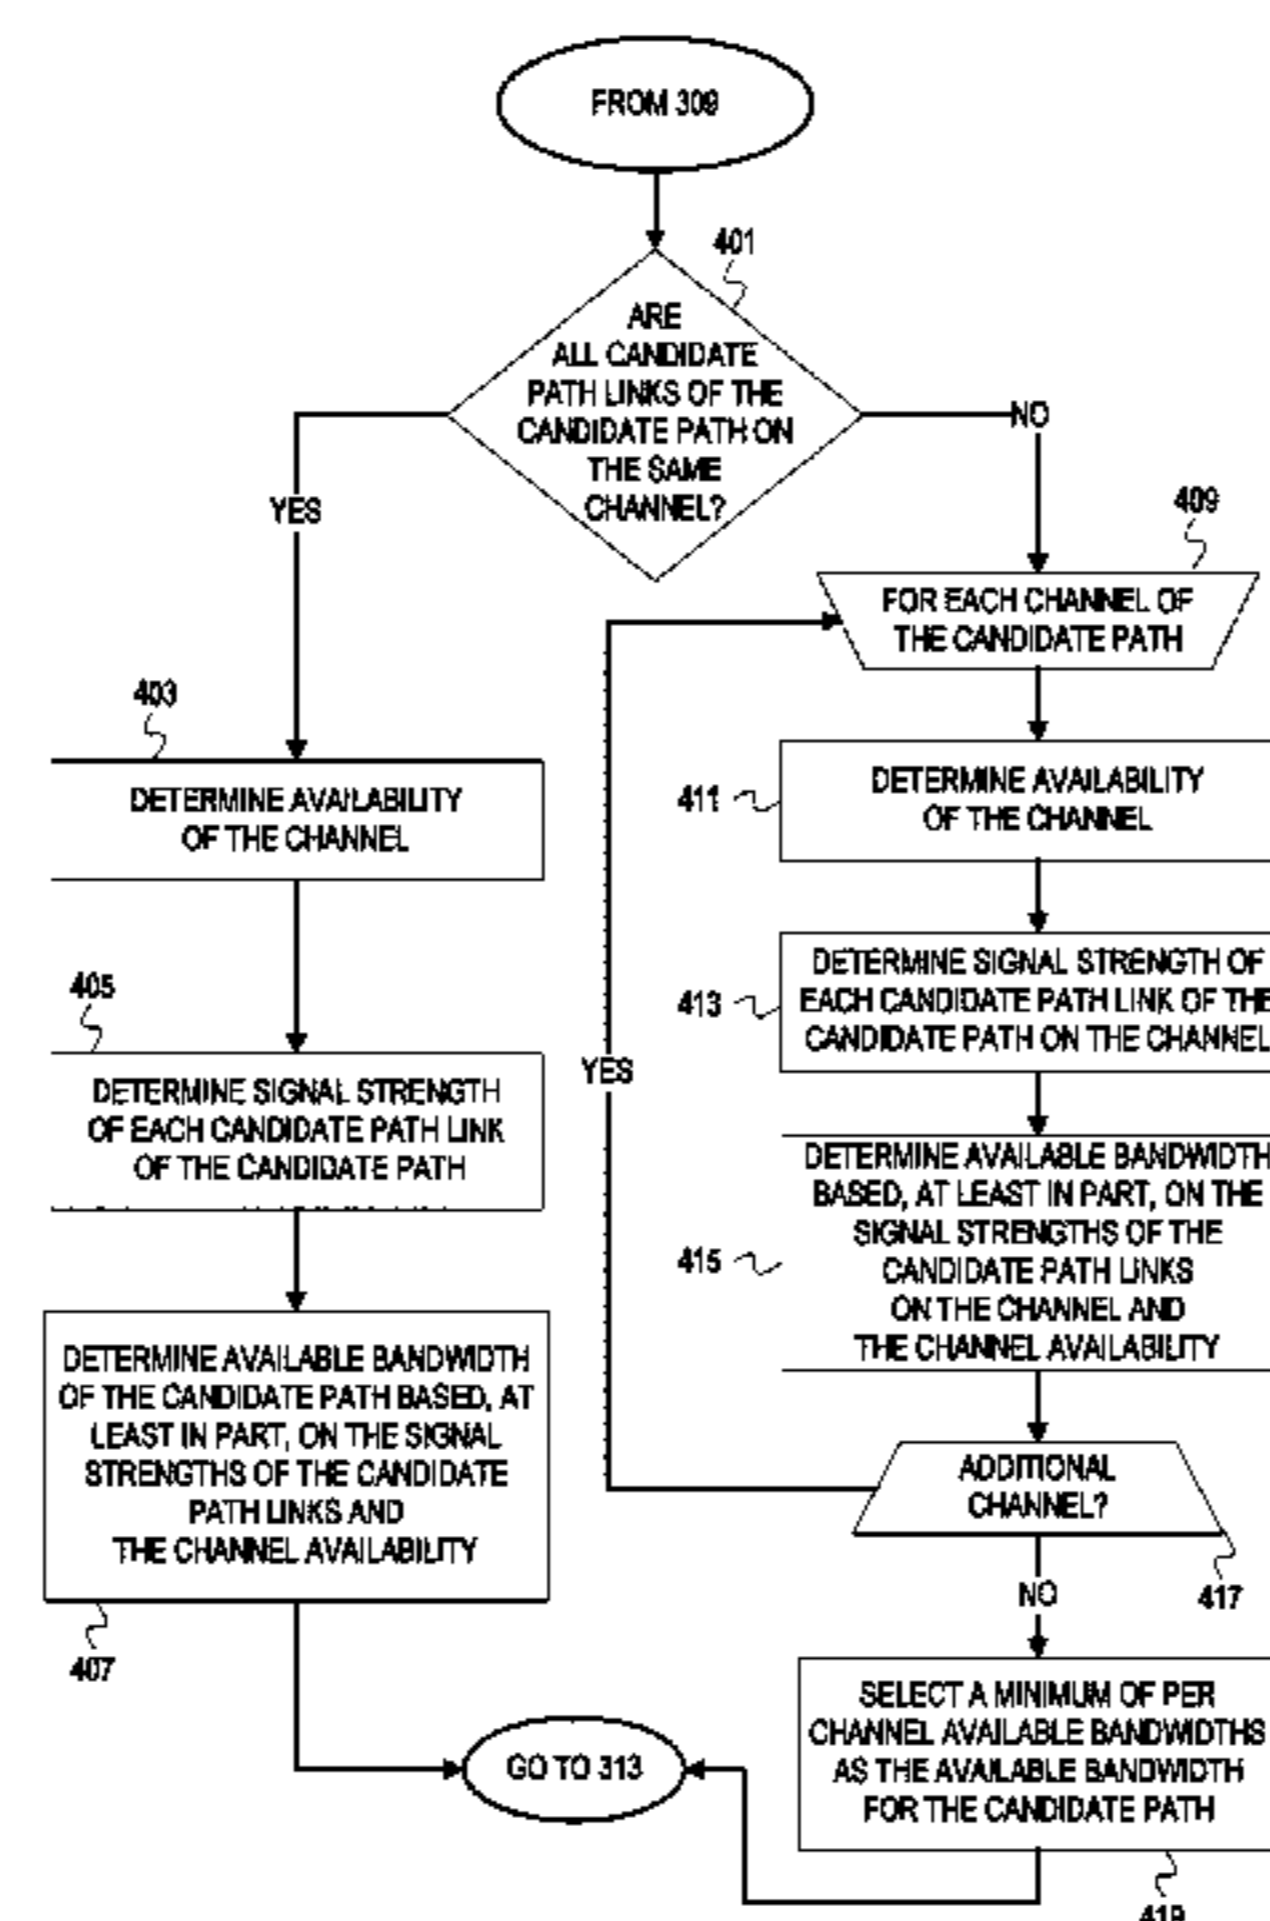 FROM 309
401
ARE
ALL CANDIDATE
PATH LINKS OF THE
CANDIDATE PATH ON
THE SAME
CHANNEL?
YES
NO
403
DETERMINE AVAILABILITY
OF THE CHANNEL
405
DETERMINE SIGNAL STRENGTH
OF EACH CANDIDATE PATH LINK
OF THE CANDIDATE PATH
DETERMINE AVAILABLE BANDWIDTH
OF THE CANDIDATE PATH BASED, AT
LEAST IN PART, ON THE SIGNAL
STRENGTHS OF THE CANDIDATE
PATH LINKS AND
THE CHANNEL AVAILABILITY
407
409
FOR EACH CHANNEL OF
THE CANDIDATE PATH
411
DETERMINE AVAILABILITY
OF THE CHANNEL
413
DETERMINE SIGNAL STRENGTH OF
EACH CANDIDATE PATH LINK OF THE
CANDIDATE PATH ON THE CHANNEL
YES
415
DETERMINE AVAILABLE BANDWIDTH
BASED, AT LEAST IN PART, ON THE
SIGNAL STRENGTHS OF THE
CANDIDATE PATH LINKS
ON THE CHANNEL AND
THE CHANNEL AVAILABILITY
ADDITIONAL
CHANNEL?
417
NO
SELECT A MINIMUM OF PER
CHANNEL AVAILABLE BANDWIDTHS
AS THE AVAILABLE BANDWIDTH
FOR THE CANDIDATE PATH
419
GO TO 313